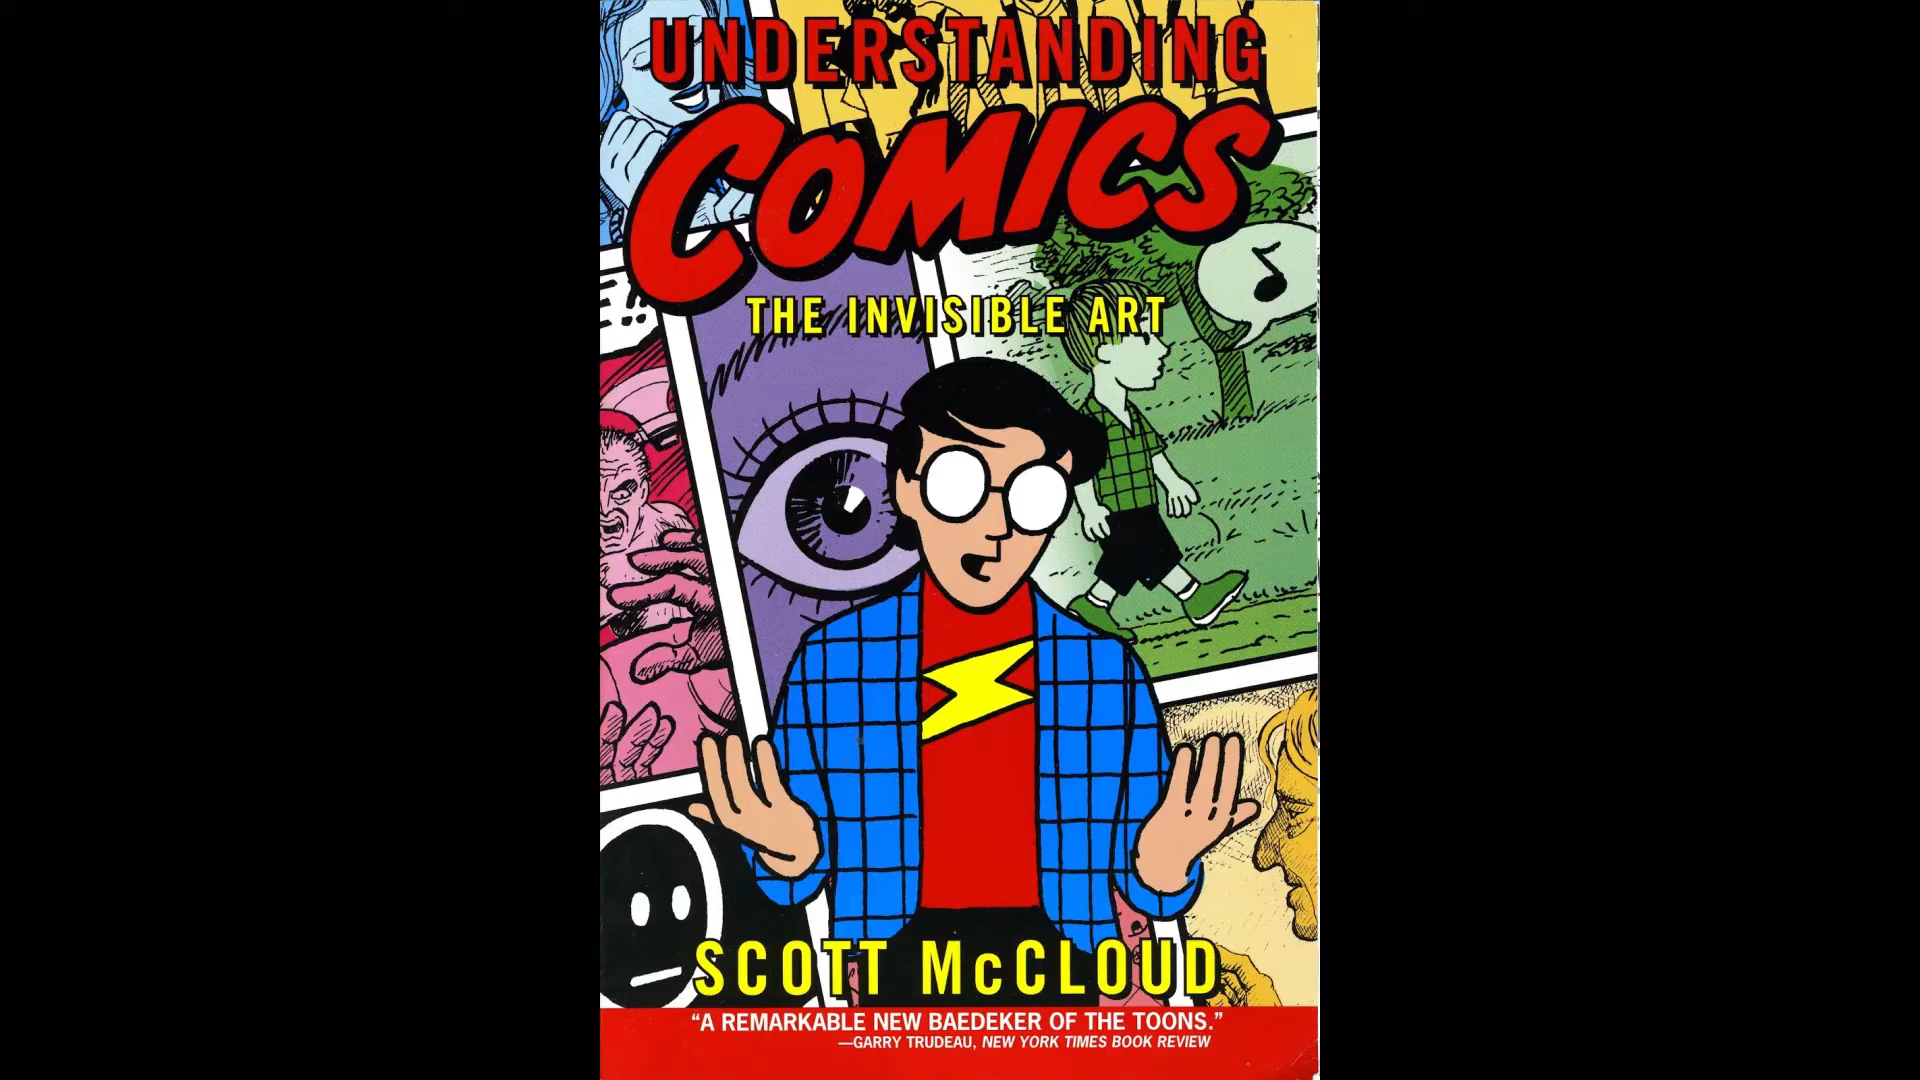 UNDERSTANDING
COMICS
THE INVISIBLE ART
SCOTT McCLOUD
“A REMARKABLE NEW BAEDEKER OF THE TOONS.”
—GARRY TRUDEAU, NEW YORK TIMES BOOK REVIEW